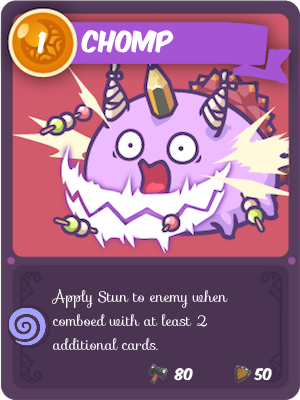 1 CHOMP
Apply Stun to enemy when
comboed with at least 2
additional cards.
80 50